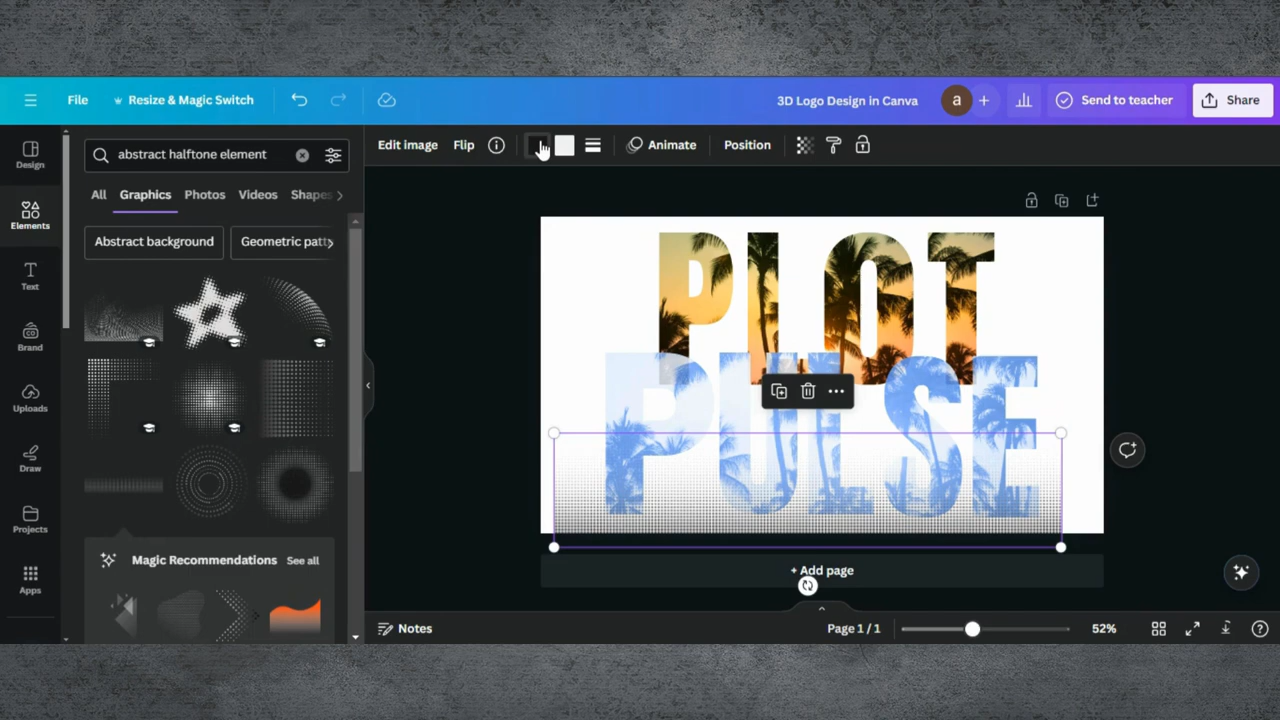 File
Resize & Magic Switch
3D Logo Design in Canva
a
Send to teacher
Share
Design
Elements
Text
Brand
Uploads
Draw
Projects
Apps
abstract halftone element
All
Graphics
Photos
Videos
Shapes
Abstract background
Geometric patt
Magic Recommendations
See all
Edit image
Flip
Animate
Position
PLOT
PULSE
+ Add page
Notes
Page 1 / 1
52%